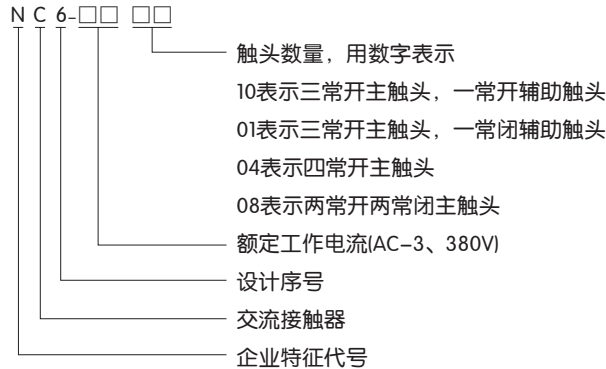 N C 6-□□ □□
触头数量，用数字表示
10表示三常开主触头，一常开辅助触头
01表示三常开主触头，一常闭辅助触头
04表示四常开主触头
08表示两常开两常闭主触头
额定工作电流(AC-3、380V)
设计序号
交流接触器
企业特征代号